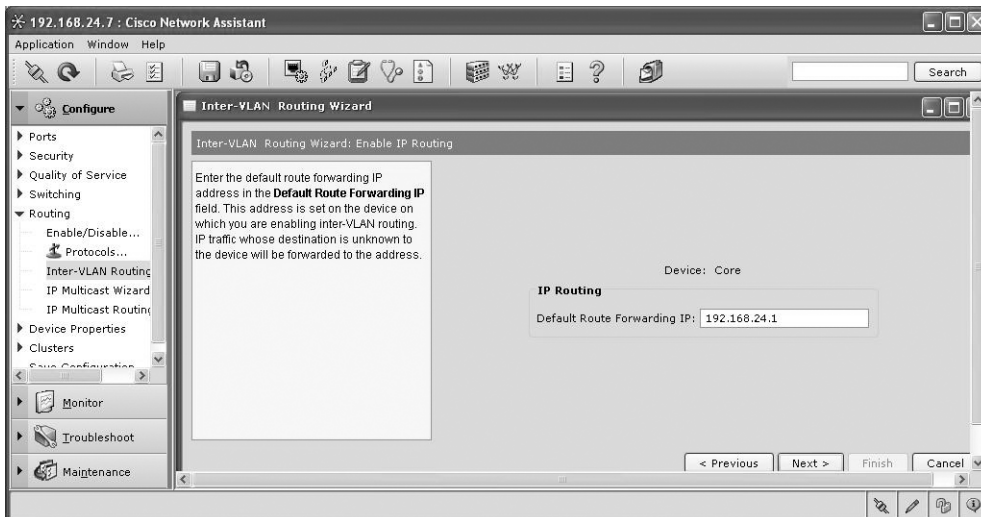 192.168.24.7 : Cisco Network Assistant
Application Window Help
Search
Configure
Ports
Security
Quality of Service
Switching
Routing
Enable/Disable...
Protocols...
Inter-VLAN Routing
IP Multicast Wizard
IP Multicast Routing
Device Properties
Clusters
Save Configuration
Monitor
Troubleshoot
Maintenance
Inter-VLAN Routing Wizard
Inter-VLAN Routing Wizard: Enable IP Routing
Enter the default route forwarding IP
address in the Default Route Forwarding IP
field. This address is set on the device on
which you are enabling inter-VLAN routing.
IP traffic whose destination is unknown to
the device will be forwarded to the address.
Device: Core
IP Routing
Default Route Forwarding IP: 192.168.24.1
< Previous Next > Finish Cancel